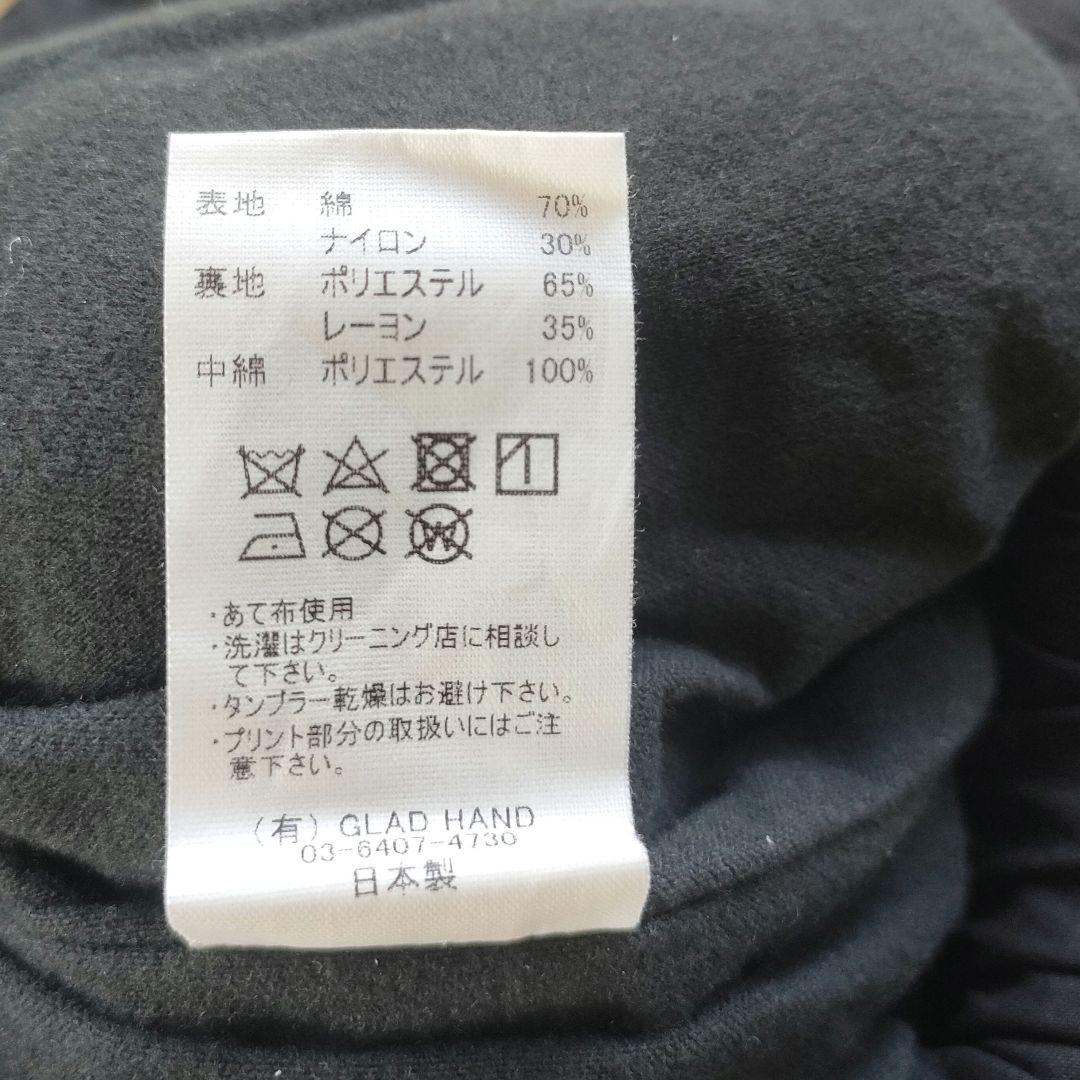 表地 綿 70%
ナイロン 30%
裏地 ポリエステル 65%
レーヨン 35%
中綿 ポリエステル 100%
・あて布使用
・洗濯はクリーニング店に相談し
て下さい。
・タンブラー乾燥はお避け下さい。
・プリント部分の取扱いにはご注
意下さい。
(有) GLAD HAND
03-6407-4730
日本製